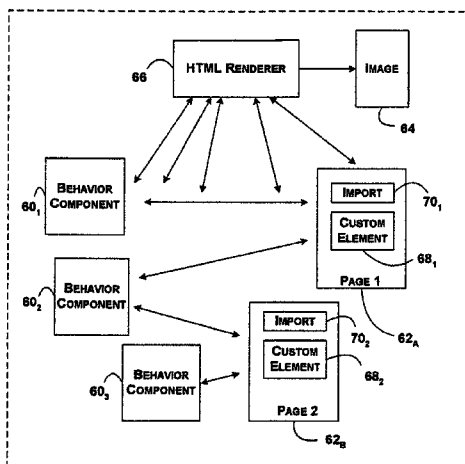 HTML RENDERER
IMAGE
66
64
BEHAVIOR
COMPONENT
60₁
IMPORT
70₁
CUSTOM
ELEMENT
68₁
PAGE 1
62A
BEHAVIOR
COMPONENT
60₂
IMPORT
70₂
CUSTOM
ELEMENT
68₂
PAGE 2
62B
BEHAVIOR
COMPONENT
60₃